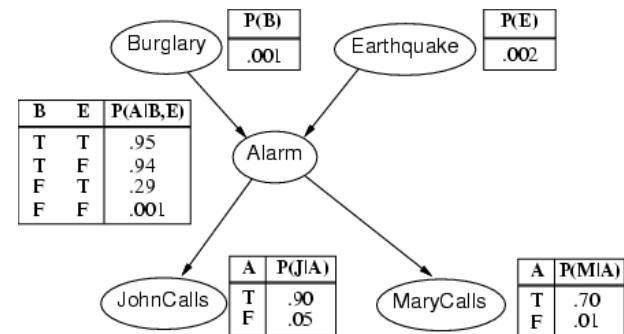 Burglary
P(B)
.001
Earthquake
P(E)
.002
B E P(A|B,E)
T T .95
T F .94
F T .29
F F .001
Alarm
JohnCalls
A P(J|A)
T .90
F .05
MaryCalls
A P(M|A)
T .70
F .01